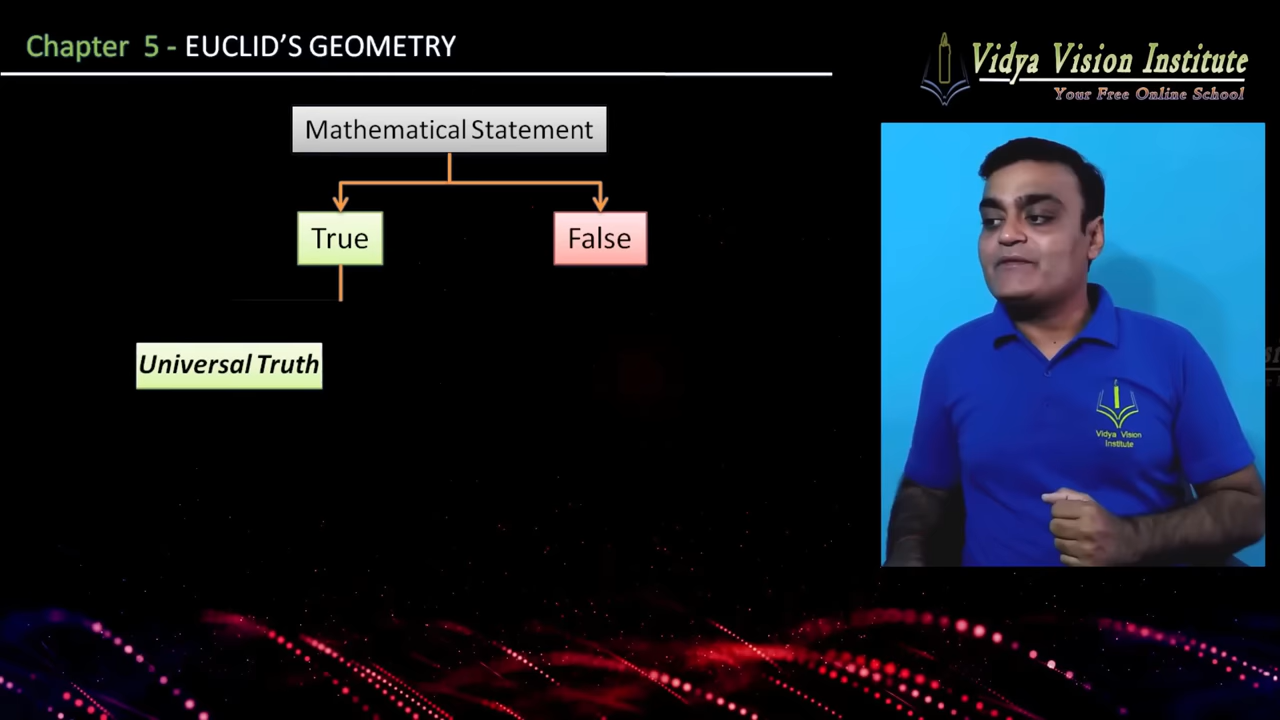 Chapter 5 - EUCLID'S GEOMETRY
Vidya Vision Institute
Your Free Online School
Mathematical Statement
True
False
Universal Truth
Vidya Vision
Institute